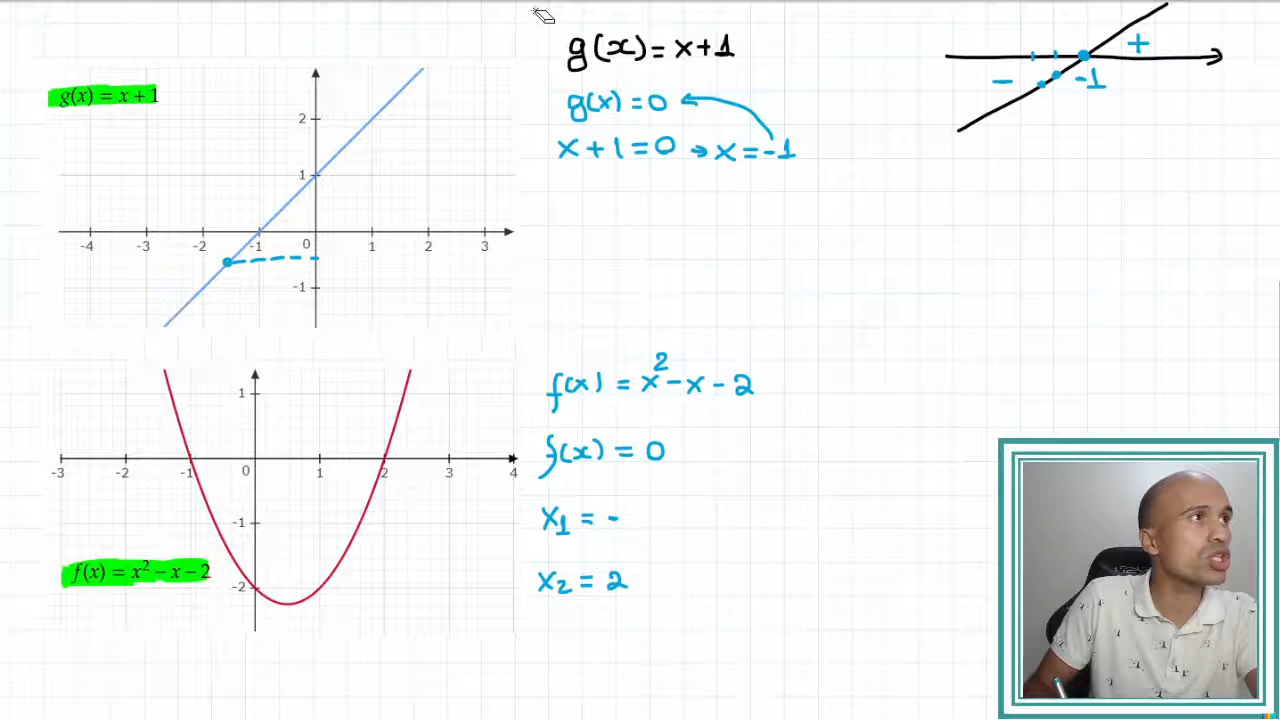 g(x) = x + 1
2
1
-4 -3 -2 -1 0 1 2 3
-1
g(x) = x + 1
g(x) = 0
x + 1 = 0 → x = -1
+
- -1
1
-3 -2 -1 0 1 2 3 4
-1
-2
f(x) = x² − x − 2
f(x) = x² - x - 2
f(x) = 0
x₁ = -
x₂ = 2